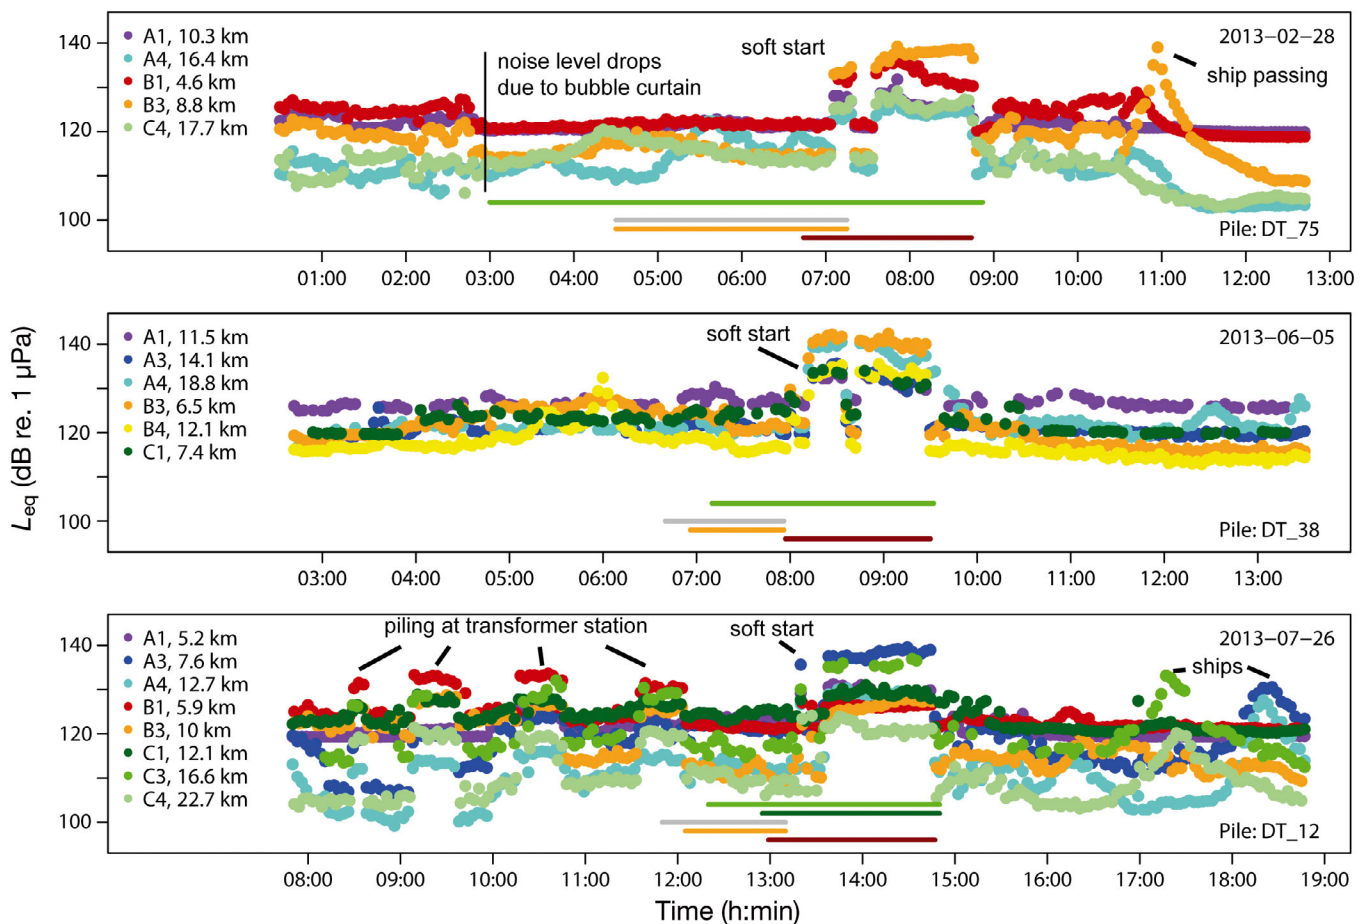 140
120
100
A1, 10.3 km
A4, 16.4 km
B1, 4.6 km
B3, 8.8 km
C4, 17.7 km
noise level drops
due to bubble curtain
soft start
2013−02−28
ship passing
Pile: DT_75
01:00 02:00 03:00 04:00 05:00 06:00 07:00 08:00 09:00 10:00 11:00 12:00 13:00
140
120
100
A1, 11.5 km
A3, 14.1 km
A4, 18.8 km
B3, 6.5 km
B4, 12.1 km
C1, 7.4 km
soft start
2013−06−05
Pile: DT_38
03:00 04:00 05:00 06:00 07:00 08:00 09:00 10:00 11:00 12:00 13:00
Leq (dB re. 1 µPa)
140
120
100
A1, 5.2 km
A3, 7.6 km
A4, 12.7 km
B1, 5.9 km
B3, 10 km
C1, 12.1 km
C3, 16.6 km
C4, 22.7 km
piling at transformer station
soft start
2013−07−26
ships
Pile: DT_12
08:00 09:00 10:00 11:00 12:00 13:00 14:00 15:00 16:00 17:00 18:00 19:00
Time (h:min)